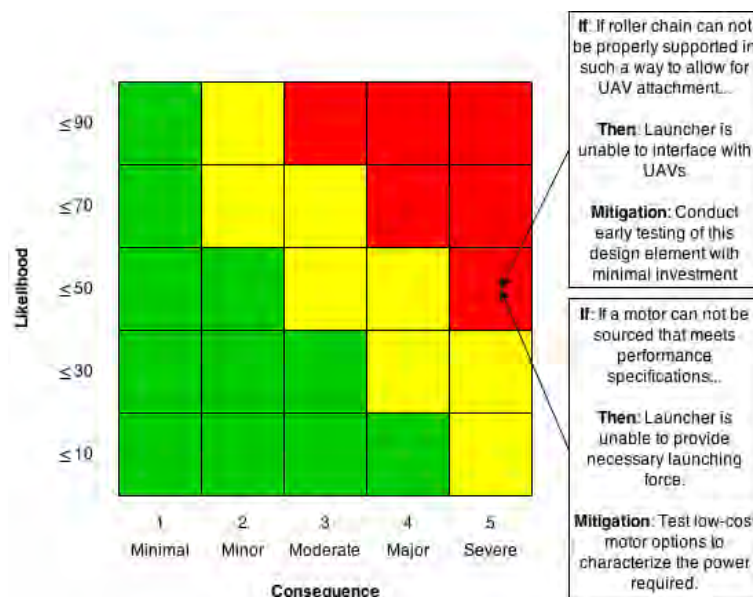 Likelihood
≤90
≤70
≤50
≤30
≤10
1
2
3
4
5
Minimal
Minor
Moderate
Major
Severe
Consequence
If: If roller chain can not
be properly supported in
such a way to allow for
UAV attachment...
Then: Launcher is
unable to interface with
UAVs
Mitigation: Conduct
early testing of this
design element with
minimal investment
If: If a motor can not be
sourced that meets
performance
specifications...
Then: Launcher is
unable to provide
necessary launching
force.
Mitigation: Test low-cost
motor options to
characterize the power
required.